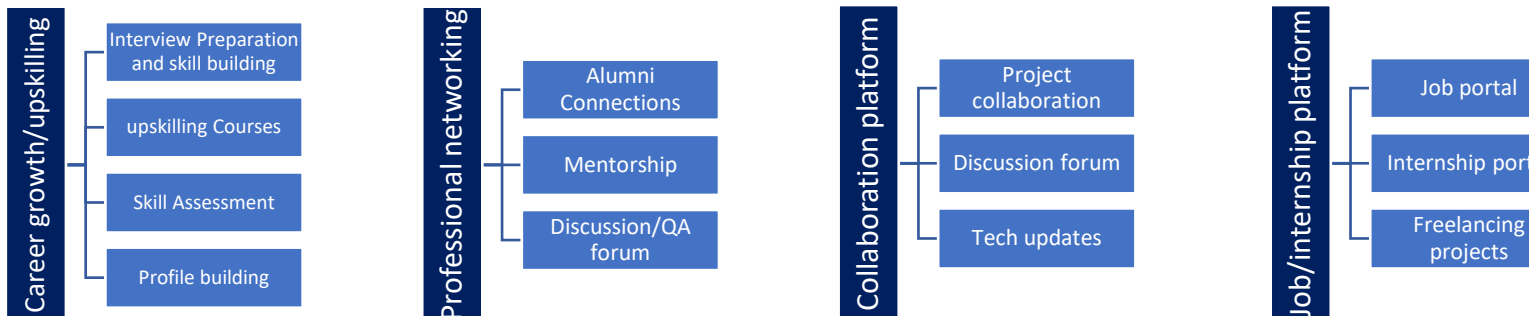 Career growth/upskilling
Interview Preparation
and skill building
upskilling Courses
Skill Assessment
Profile building
Professional networking
Alumni
Connections
Mentorship
Discussion/QA
forum
Collaboration platform
Project
collaboration
Discussion forum
Tech updates
Job/internship platform
Job portal
Internship port
Freelancing
projects